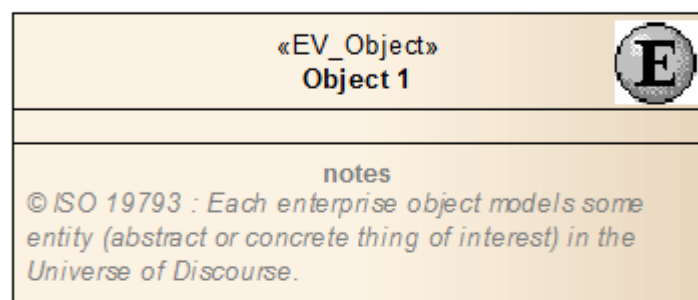 «EV_Object»
Object 1
E
notes
© ISO 19793 : Each enterprise object models some
entity (abstract or concrete thing of interest) in the
Universe of Discourse.